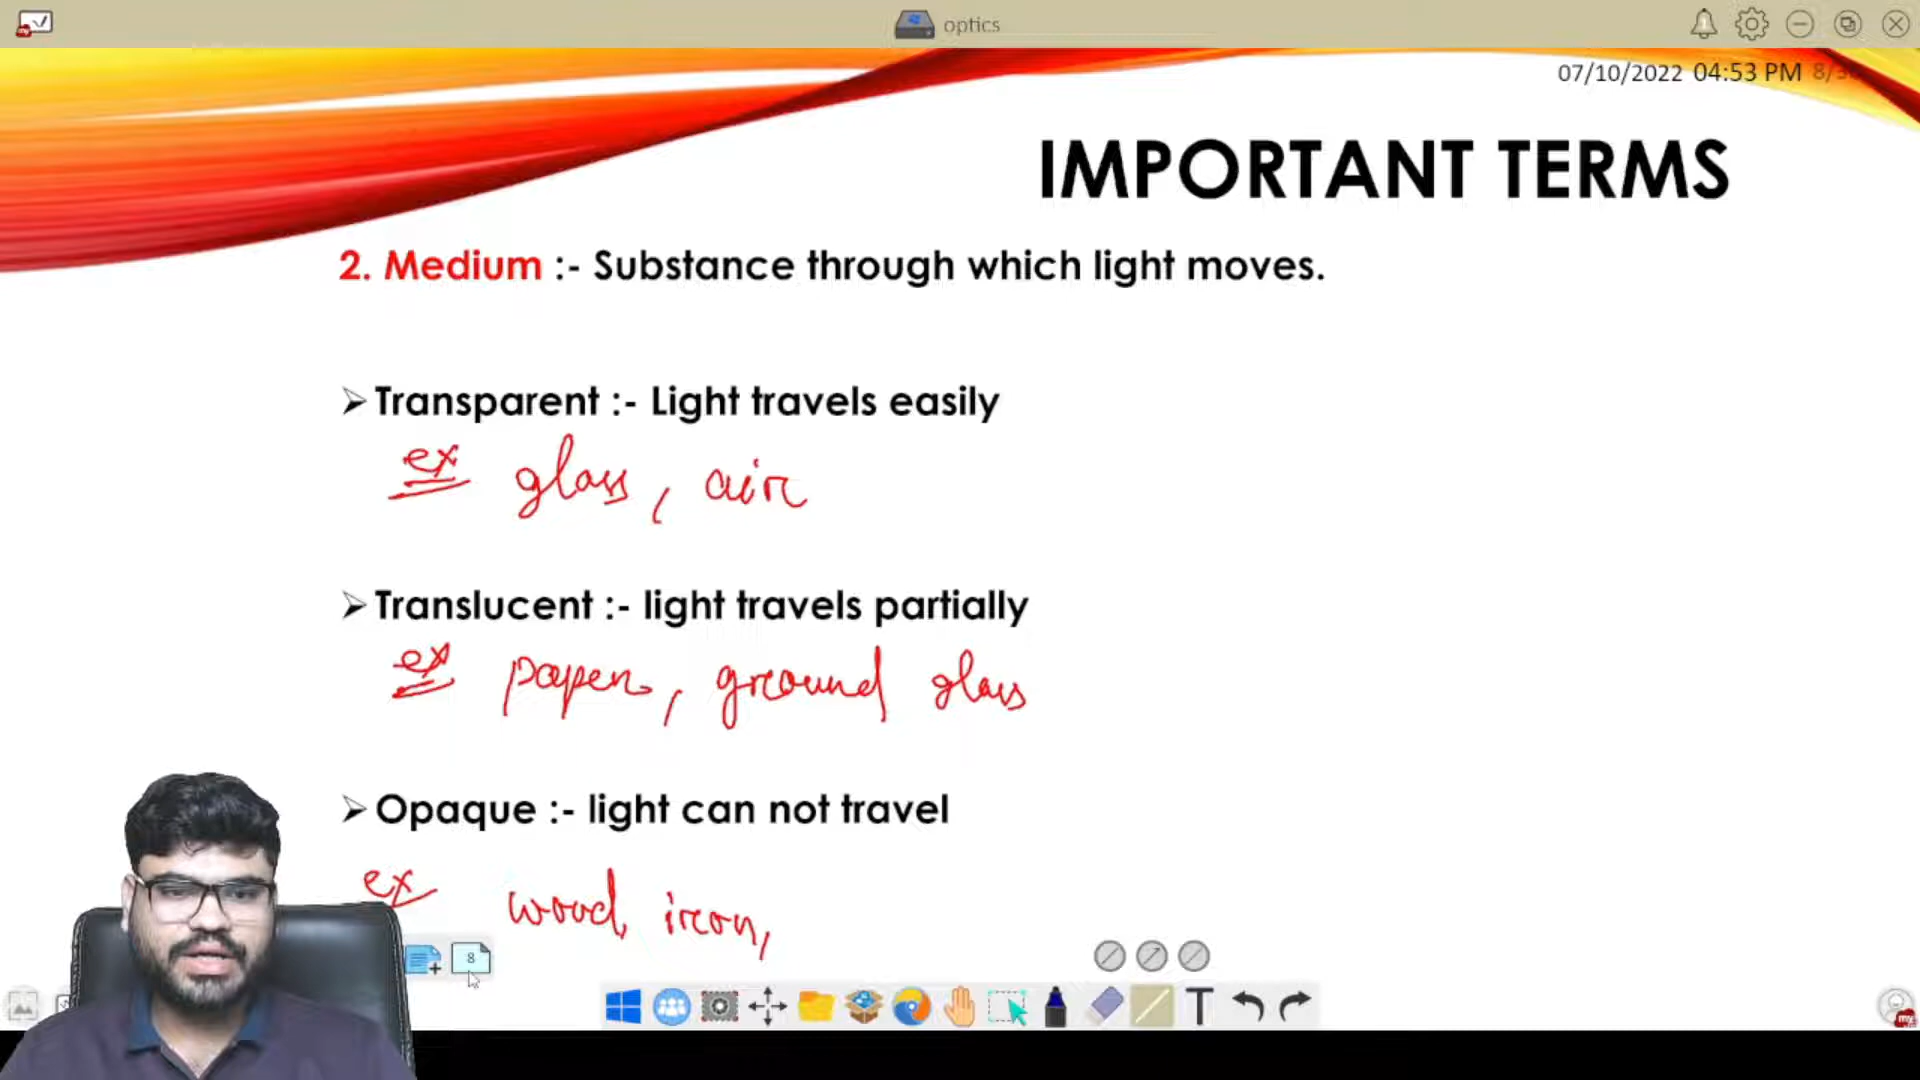 optics
07/10/2022 04:53 PM
IMPORTANT TERMS
2. Medium :- Substance through which light moves.
Transparent :- Light travels easily
ex glass, air
Translucent :- light travels partially
ex paper, ground glass
Opaque :- light can not travel
ex wood, iron,
8
T